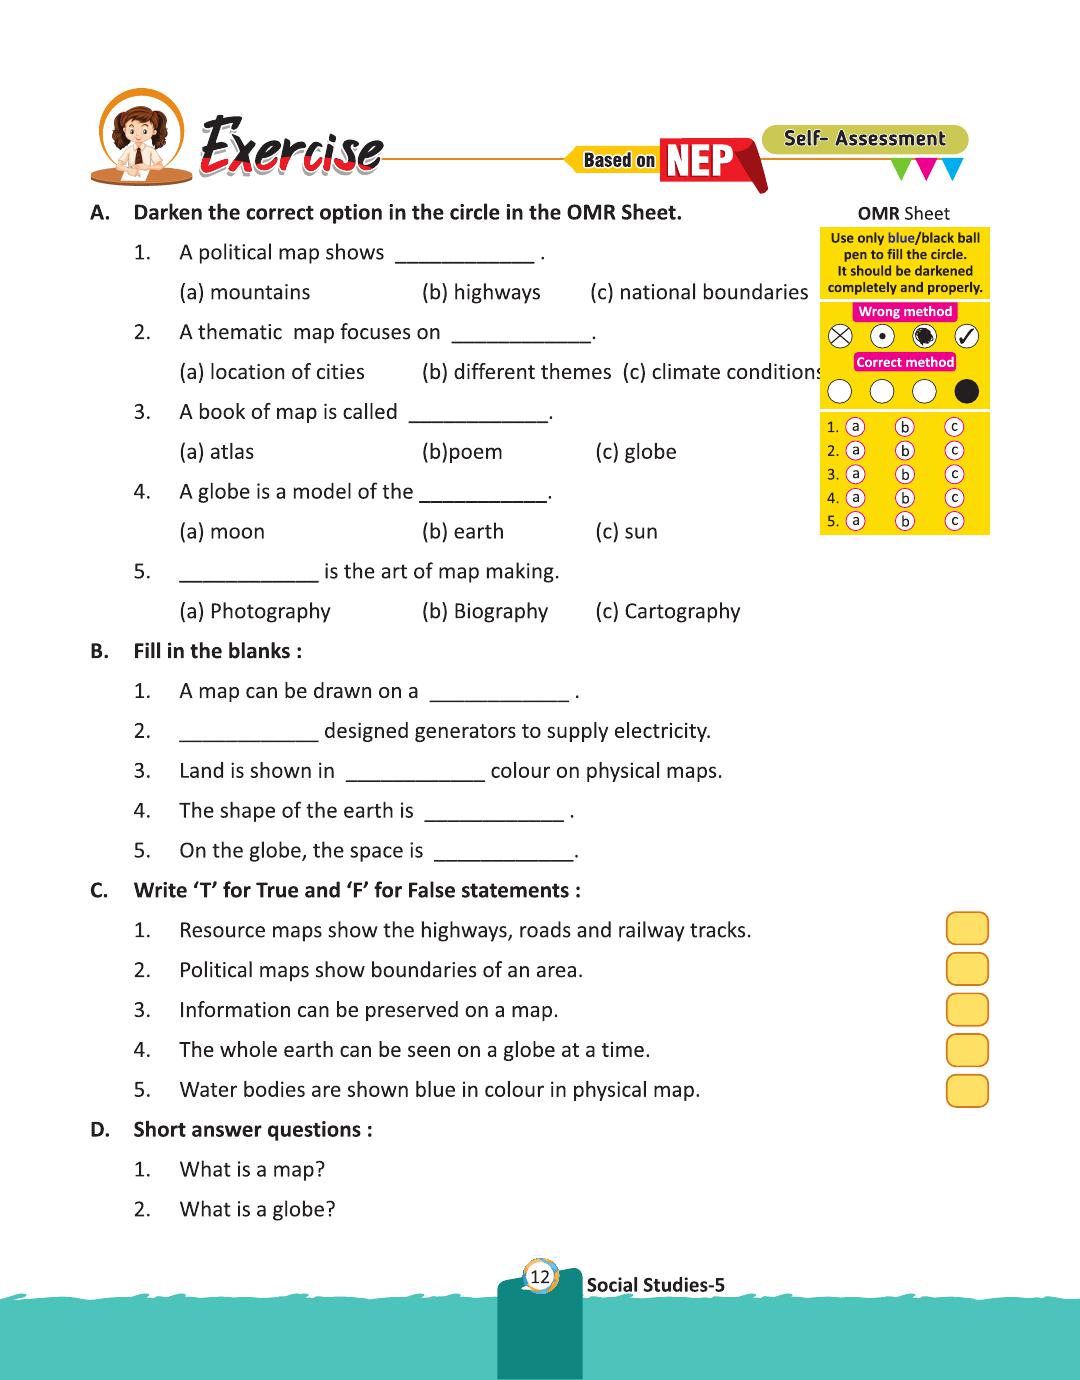 Exercise
Based on NEP
Self- Assessment
A. Darken the correct option in the circle in the OMR Sheet.
1. A political map shows ____________ .
(a) mountains (b) highways (c) national boundaries
2. A thematic map focuses on ____________.
(a) location of cities (b) different themes (c) climate conditions
3. A book of map is called ____________.
(a) atlas (b)poem (c) globe
4. A globe is a model of the ___________.
(a) moon (b) earth (c) sun
5. ____________ is the art of map making.
(a) Photography (b) Biography (c) Cartography
OMR Sheet
Use only blue/black ball
pen to fill the circle.
It should be darkened
completely and properly.
Wrong method
Correct method
1. a b c
2. a b c
3. a b c
4. a b c
5. a b c
B. Fill in the blanks :
1. A map can be drawn on a ____________ .
2. ____________ designed generators to supply electricity.
3. Land is shown in ____________ colour on physical maps.
4. The shape of the earth is ____________ .
5. On the globe, the space is ____________.
C. Write ‘T’ for True and ‘F’ for False statements :
1. Resource maps show the highways, roads and railway tracks.
2. Political maps show boundaries of an area.
3. Information can be preserved on a map.
4. The whole earth can be seen on a globe at a time.
5. Water bodies are shown blue in colour in physical map.
D. Short answer questions :
1. What is a map?
2. What is a globe?
12
Social Studies-5